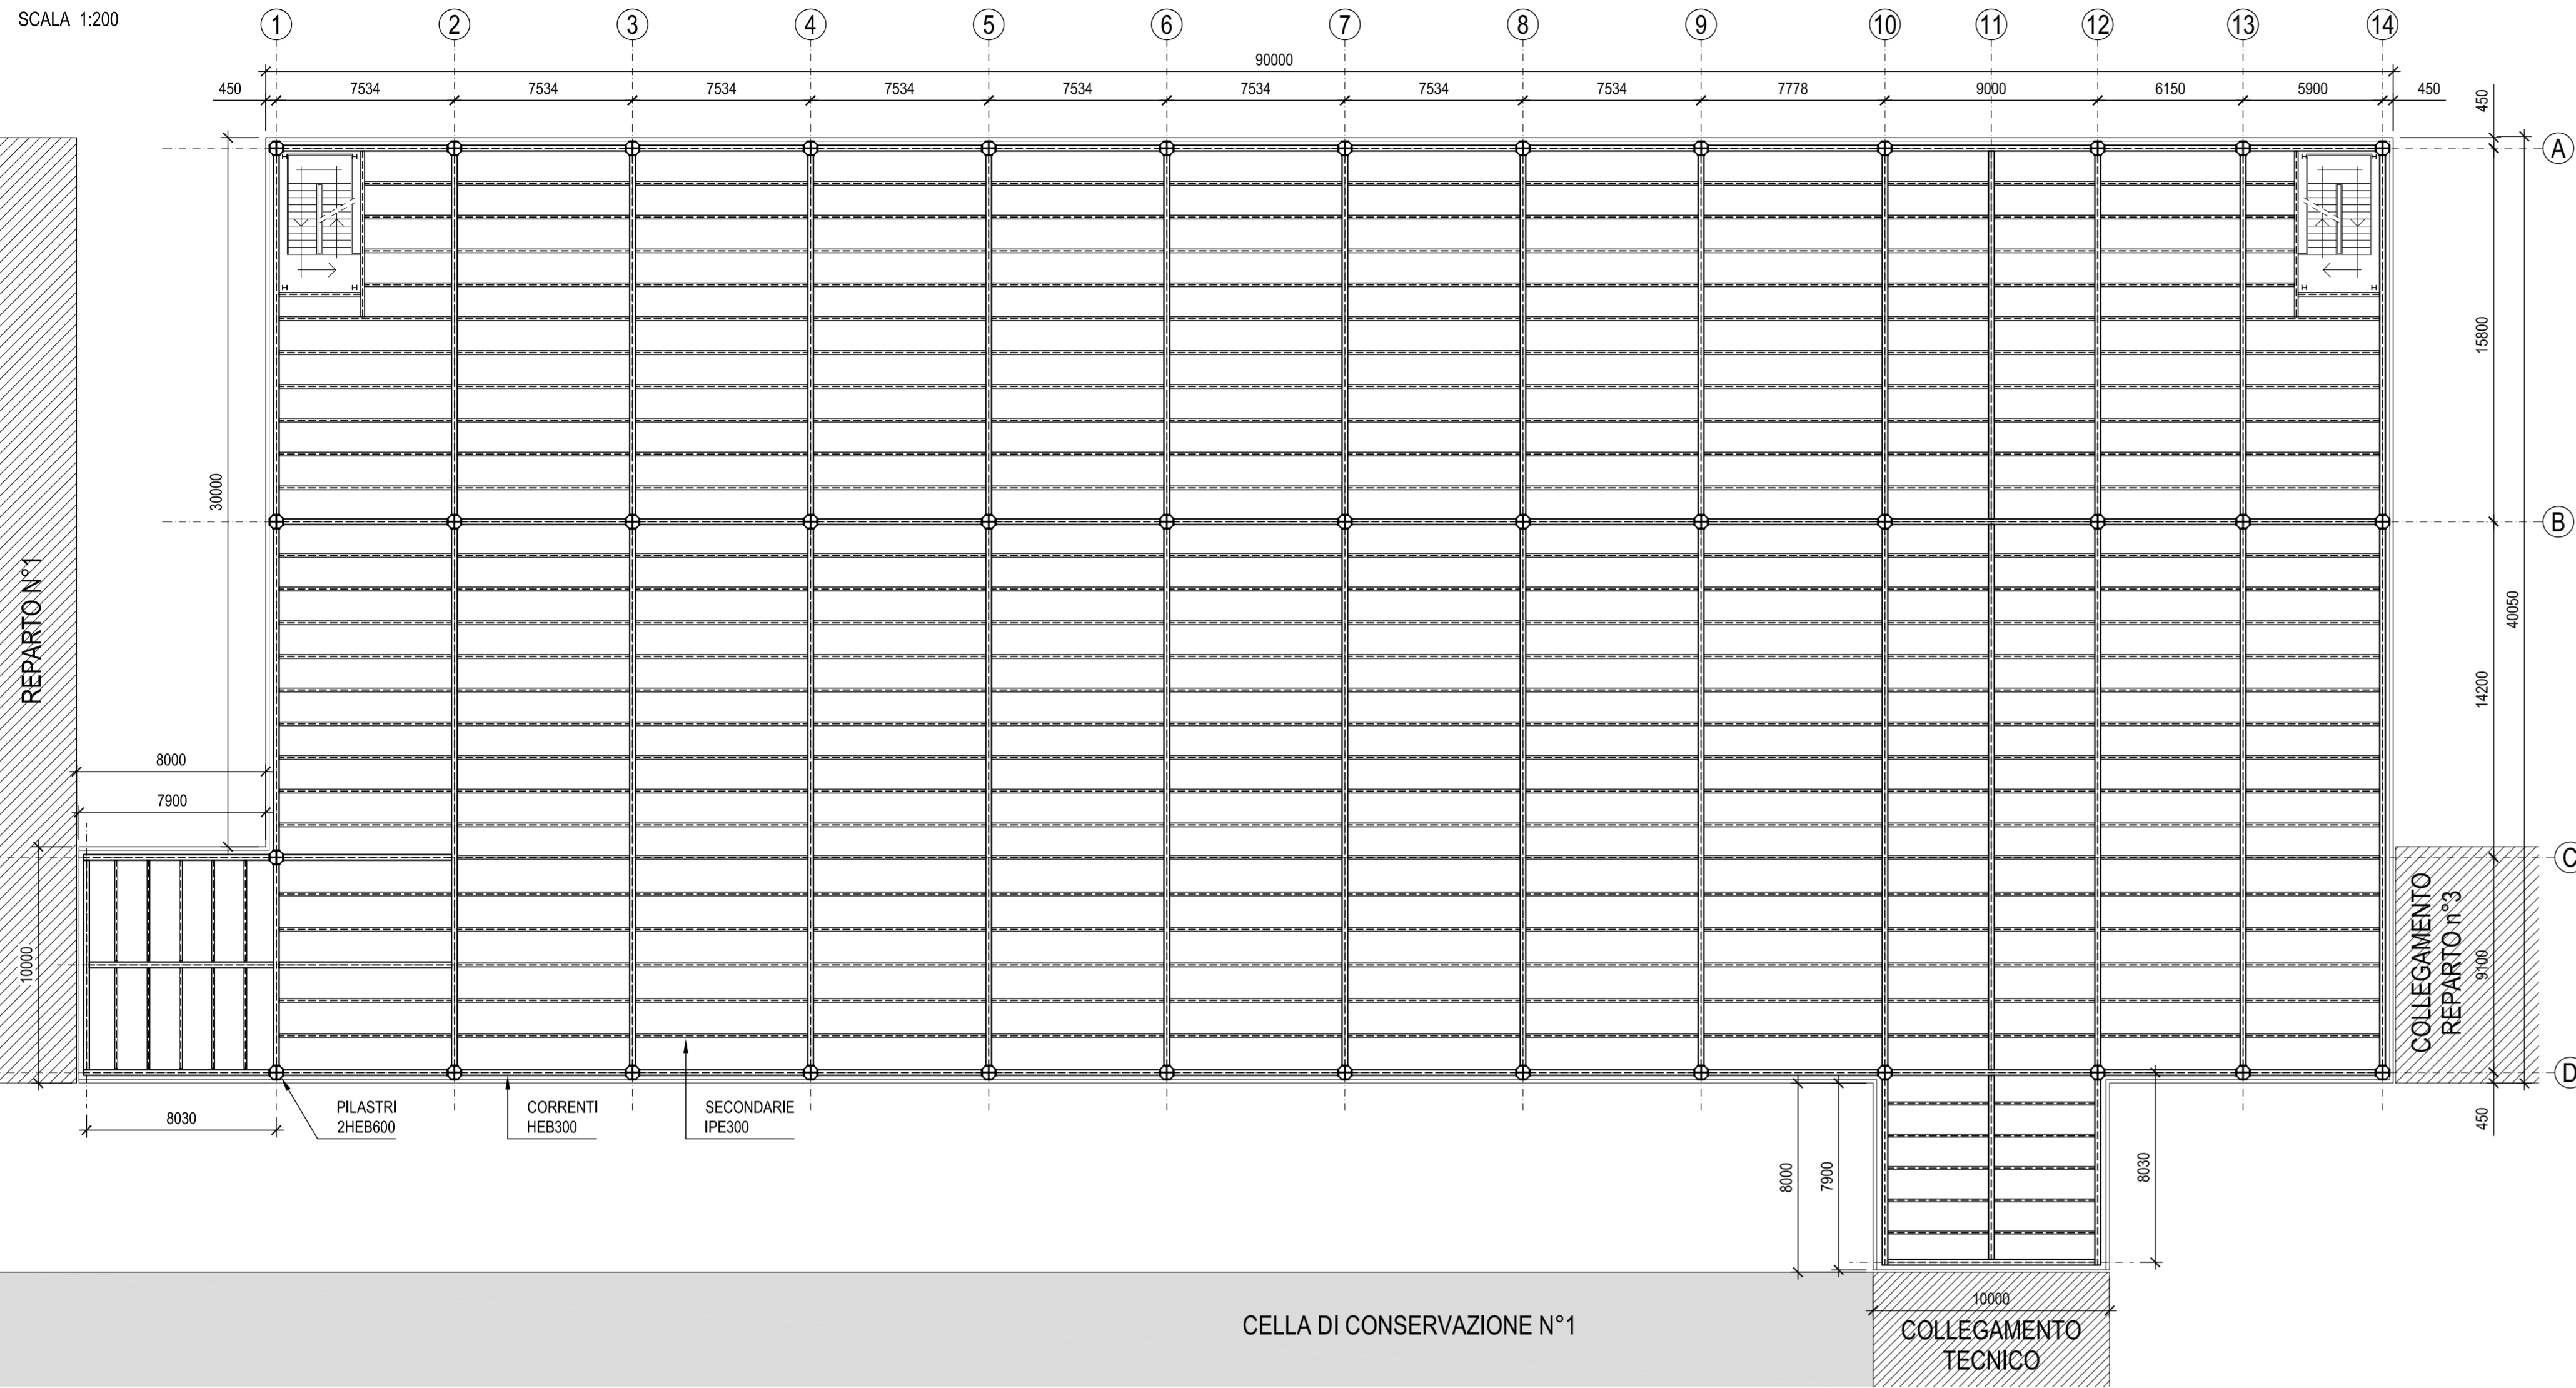 SCALA 1:200
1 2 3 4 5 6 7 8 9 10 11 12 13 14
90000
450 7534 7534 7534 7534 7534 7534 7534 7534 7778 9000 6150 5900 450
450
A
15800
30000
B
REPARTO N°1
40050
14200
8000
7900
C
COLLEGAMENTO
REPARTO n°3
9100
10000
D
8030
PILASTRI
2HEB600
CORRENTI
HEB300
SECONDARIE
IPE300
450
8000
7900
8030
10000
CELLA DI CONSERVAZIONE N°1
COLLEGAMENTO
TECNICO